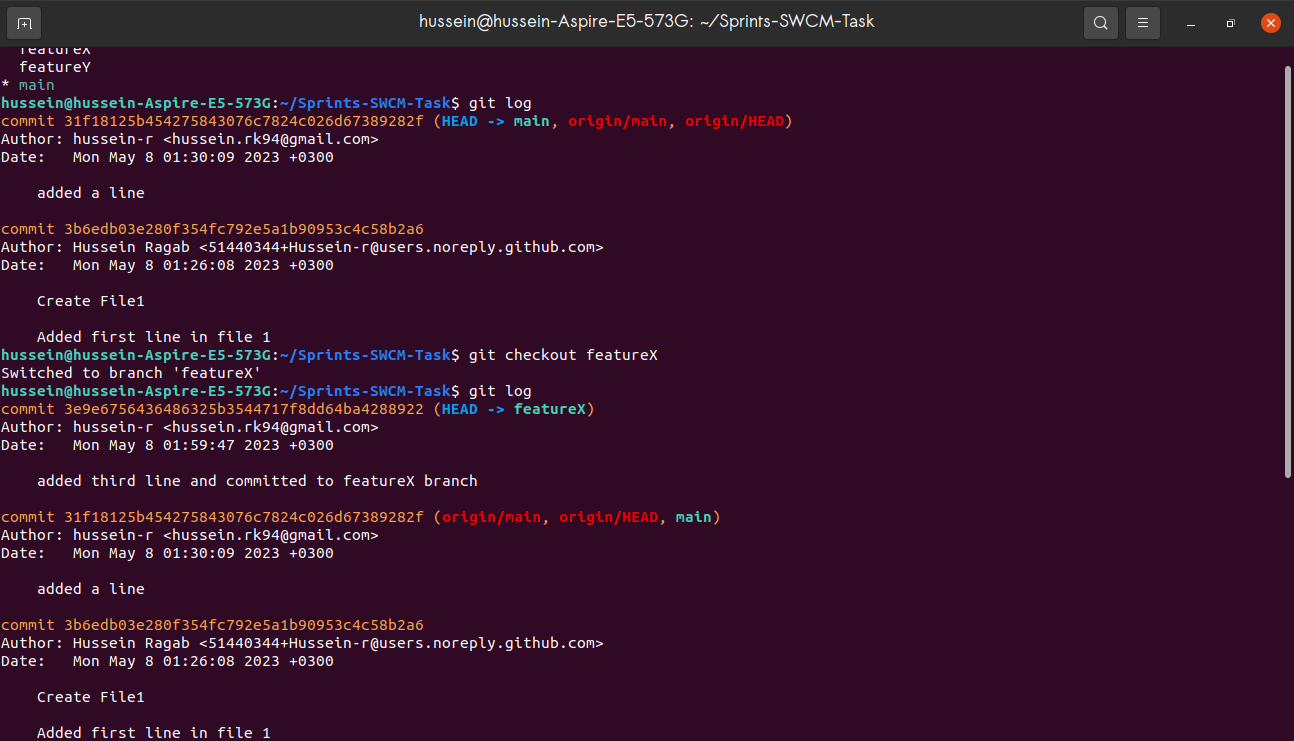 hussein@hussein-Aspire-E5-573G: ~/Sprints-SWCM-Task
featureX
featureY
* main
hussein@hussein-Aspire-E5-573G:~/Sprints-SWCM-Task$ git log
commit 31f18125b454275843076c7824c026d67389282f (HEAD -> main, origin/main, origin/HEAD)
Author: hussein-r <hussein.rk94@gmail.com>
Date:   Mon May 8 01:30:09 2023 +0300
added a line
commit 3b6edb03e280f354fc792e5a1b90953c4c58b2a6
Author: Hussein Ragab <51440344+Hussein-r@users.noreply.github.com>
Date:   Mon May 8 01:26:08 2023 +0300
Create File1
Added first line in file 1
hussein@hussein-Aspire-E5-573G:~/Sprints-SWCM-Task$ git checkout featureX
Switched to branch 'featureX'
hussein@hussein-Aspire-E5-573G:~/Sprints-SWCM-Task$ git log
commit 3e9e6756436486325b3544717f8dd64ba4288922 (HEAD -> featureX)
Author: hussein-r <hussein.rk94@gmail.com>
Date:   Mon May 8 01:59:47 2023 +0300
added third line and committed to featureX branch
commit 31f18125b454275843076c7824c026d67389282f (origin/main, origin/HEAD, main)
Author: hussein-r <hussein.rk94@gmail.com>
Date:   Mon May 8 01:30:09 2023 +0300
added a line
commit 3b6edb03e280f354fc792e5a1b90953c4c58b2a6
Author: Hussein Ragab <51440344+Hussein-r@users.noreply.github.com>
Date:   Mon May 8 01:26:08 2023 +0300
Create File1
Added first line in file 1